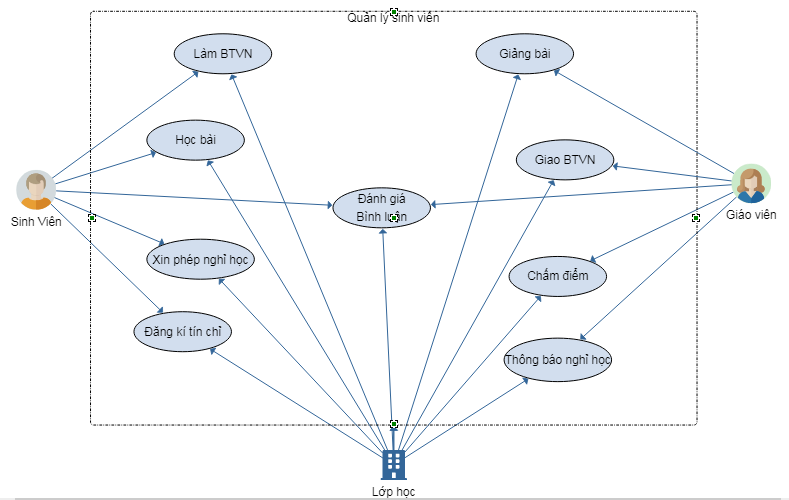 Quản lý sinh viên
Làm BTVN
Giảng bài
Học bài
Giao BTVN
Đánh giá
Bình luận
Sinh Viên
Giáo viên
Xin phép nghỉ học
Chấm điểm
Đăng kí tín chỉ
Thông báo nghỉ học
Lớp học